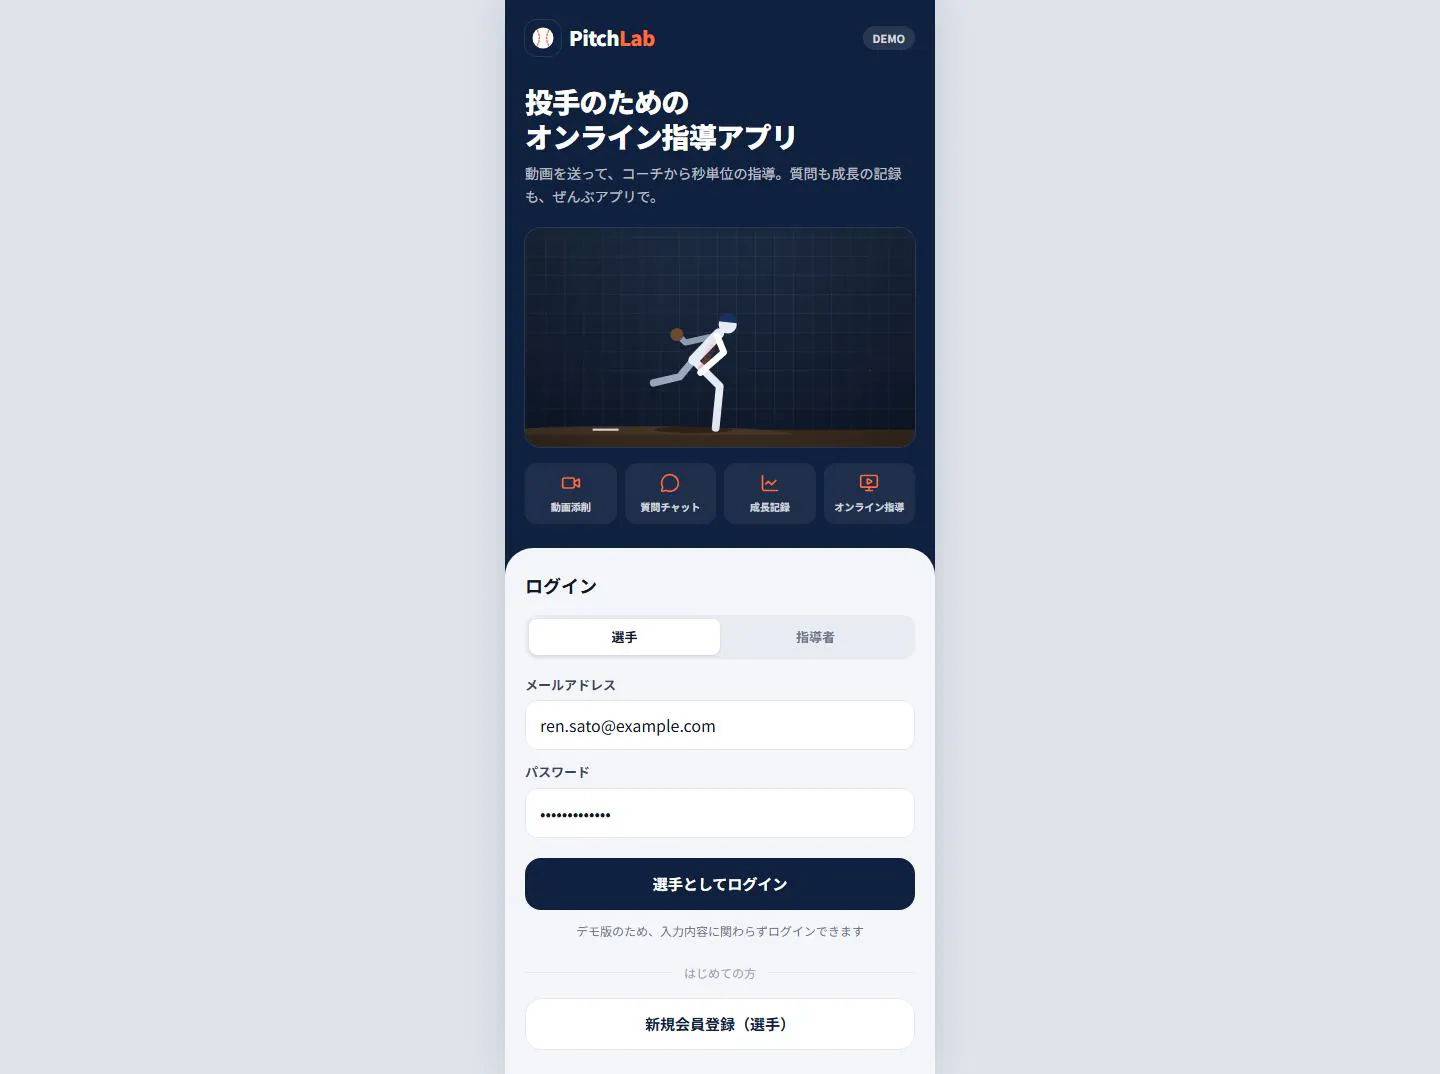 PitchLab
DEMO
投手のための
オンライン指導アプリ
動画を送って、コーチから秒単位の指導。質問も成長の記録
も、ぜんぶアプリで。
動画添削
質問チャット
成長記録
オンライン指導
ログイン
選手
指導者
メールアドレス
ren.sato@example.com
パスワード
•••••••••••••
選手としてログイン
デモ版のため、入力内容に関わらずログインできます
はじめての方
新規会員登録（選手）